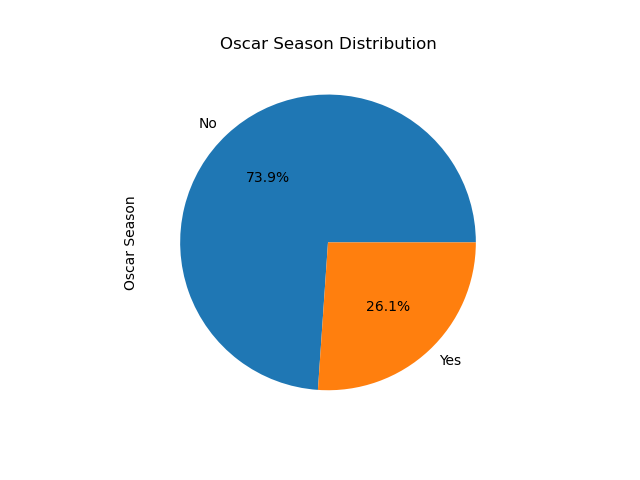 Oscar Season Distribution
No
73.9%
Oscar Season
26.1%
Yes